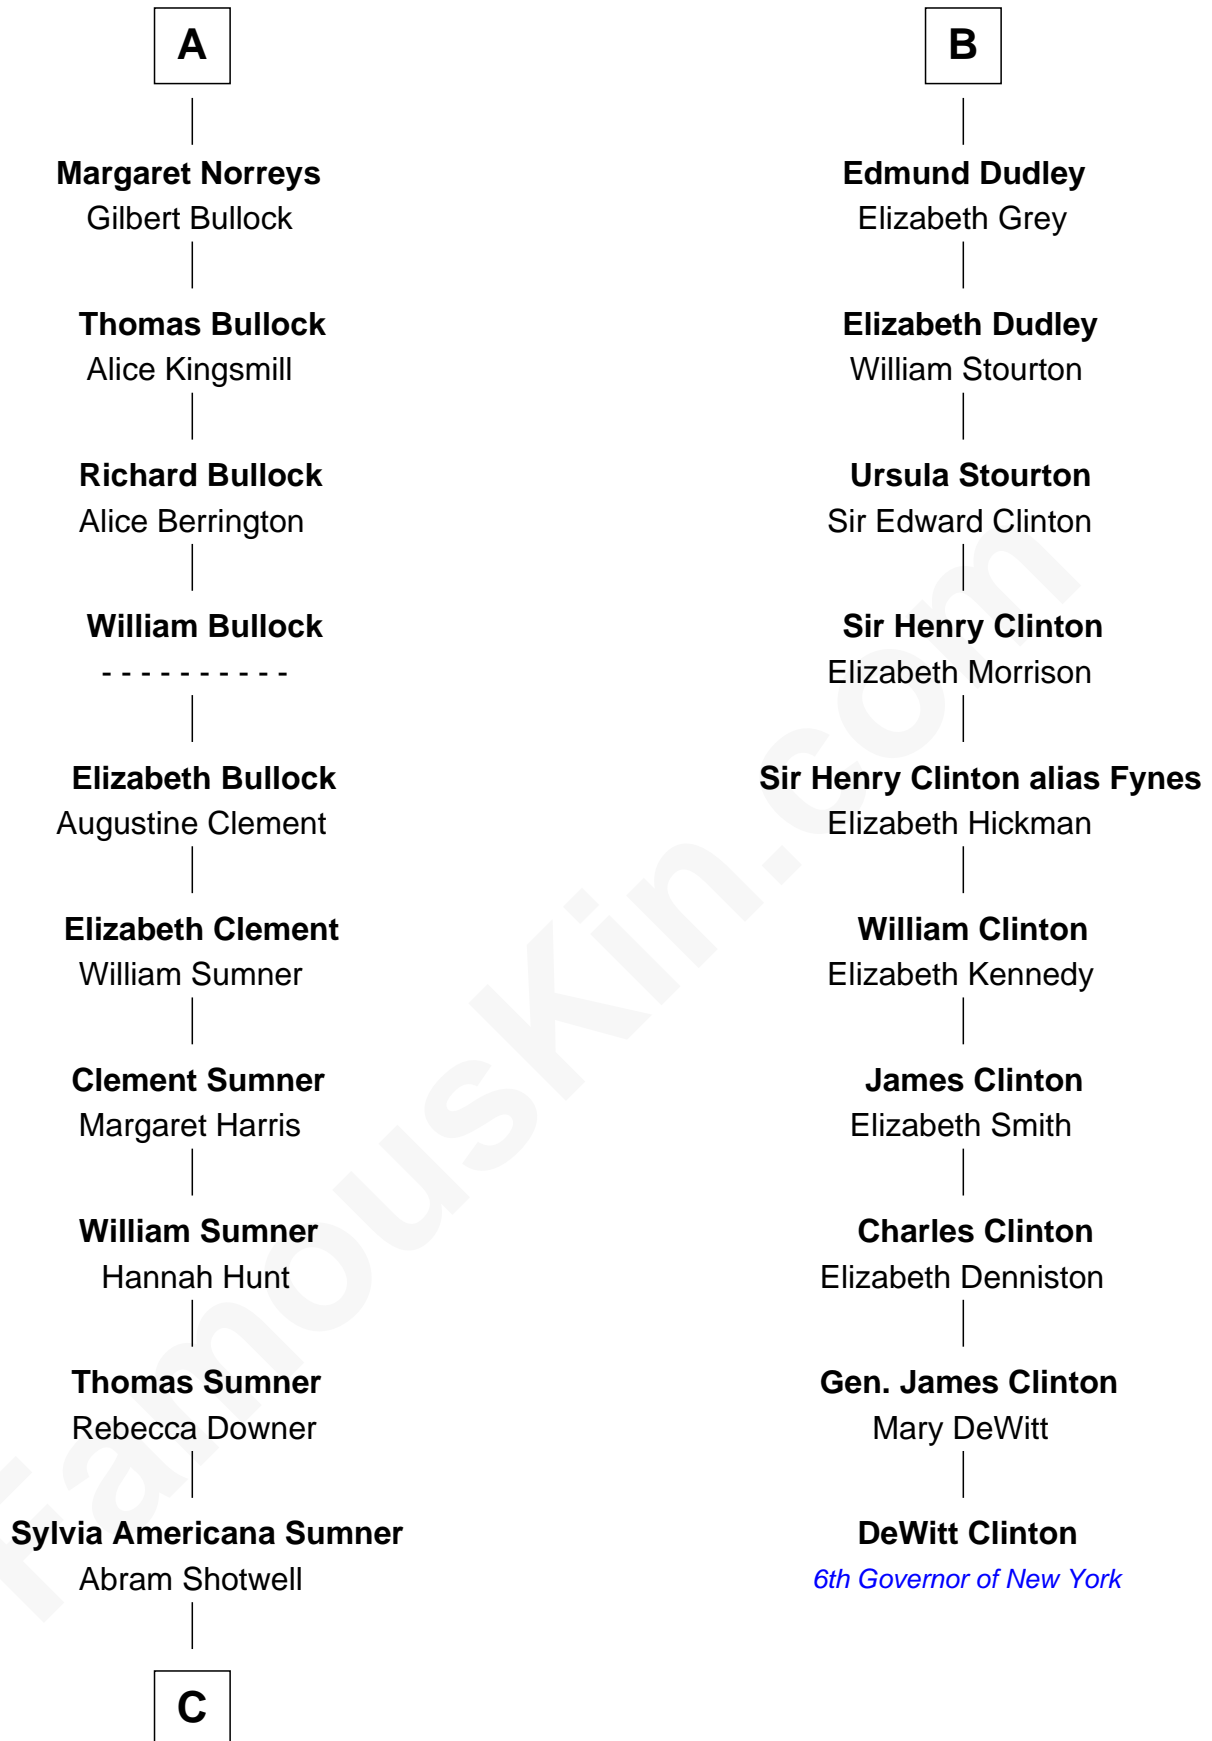 A
Margaret Norreys
Gilbert Bullock
Thomas Bullock
Alice Kingsmill
Richard Bullock
Alice Berrington
William Bullock
- - - - - - - - - -
Elizabeth Bullock
Augustine Clement
Elizabeth Clement
William Sumner
Clement Sumner
Margaret Harris
William Sumner
Hannah Hunt
Thomas Sumner
Rebecca Downer
Sylvia Americana Sumner
Abram Shotwell
C
B
Edmund Dudley
Elizabeth Grey
Elizabeth Dudley
William Stourton
Ursula Stourton
Sir Edward Clinton
Sir Henry Clinton
Elizabeth Morrison
Sir Henry Clinton alias Fynes
Elizabeth Hickman
William Clinton
Elizabeth Kennedy
James Clinton
Elizabeth Smith
Charles Clinton
Elizabeth Denniston
Gen. James Clinton
Mary DeWitt
DeWitt Clinton
6th Governor of New York
FamousKin.com